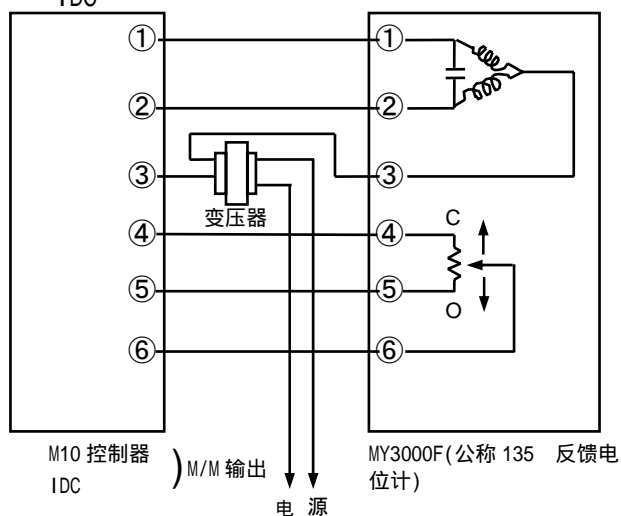 IDC
① ①
② ②
③ ③
变压器
④ ④
C
⑤ ⑤
O
⑥ ⑥
M10 控制器
IDC
)M/M 输出
MY3000F(公称 135 反馈电
位计)
电 源